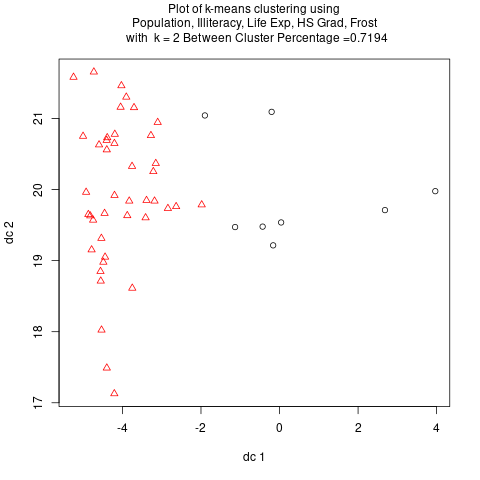 Plot of k-means clustering using
Population, Illiteracy, Life Exp, HS Grad, Frost
with k = 2 Between Cluster Percentage =0.7194
21
20
19
18
17
dc 2
-4 -2 0 2 4
dc 1